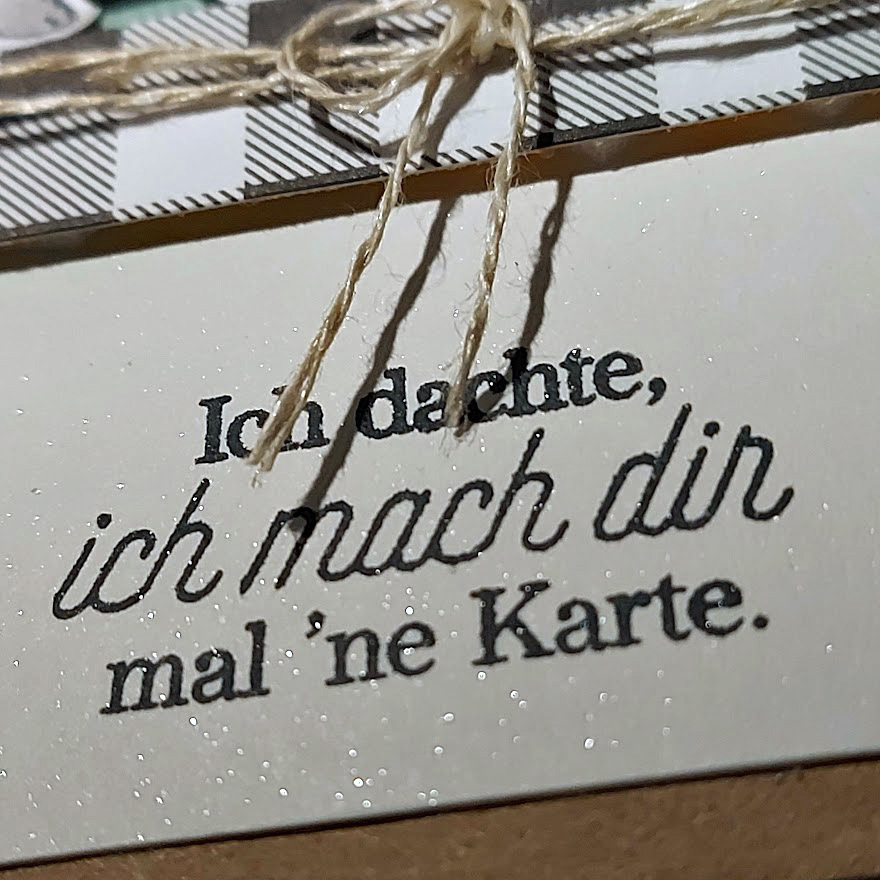 Ich dachte,
ich mach dir
mal 'ne Karte.